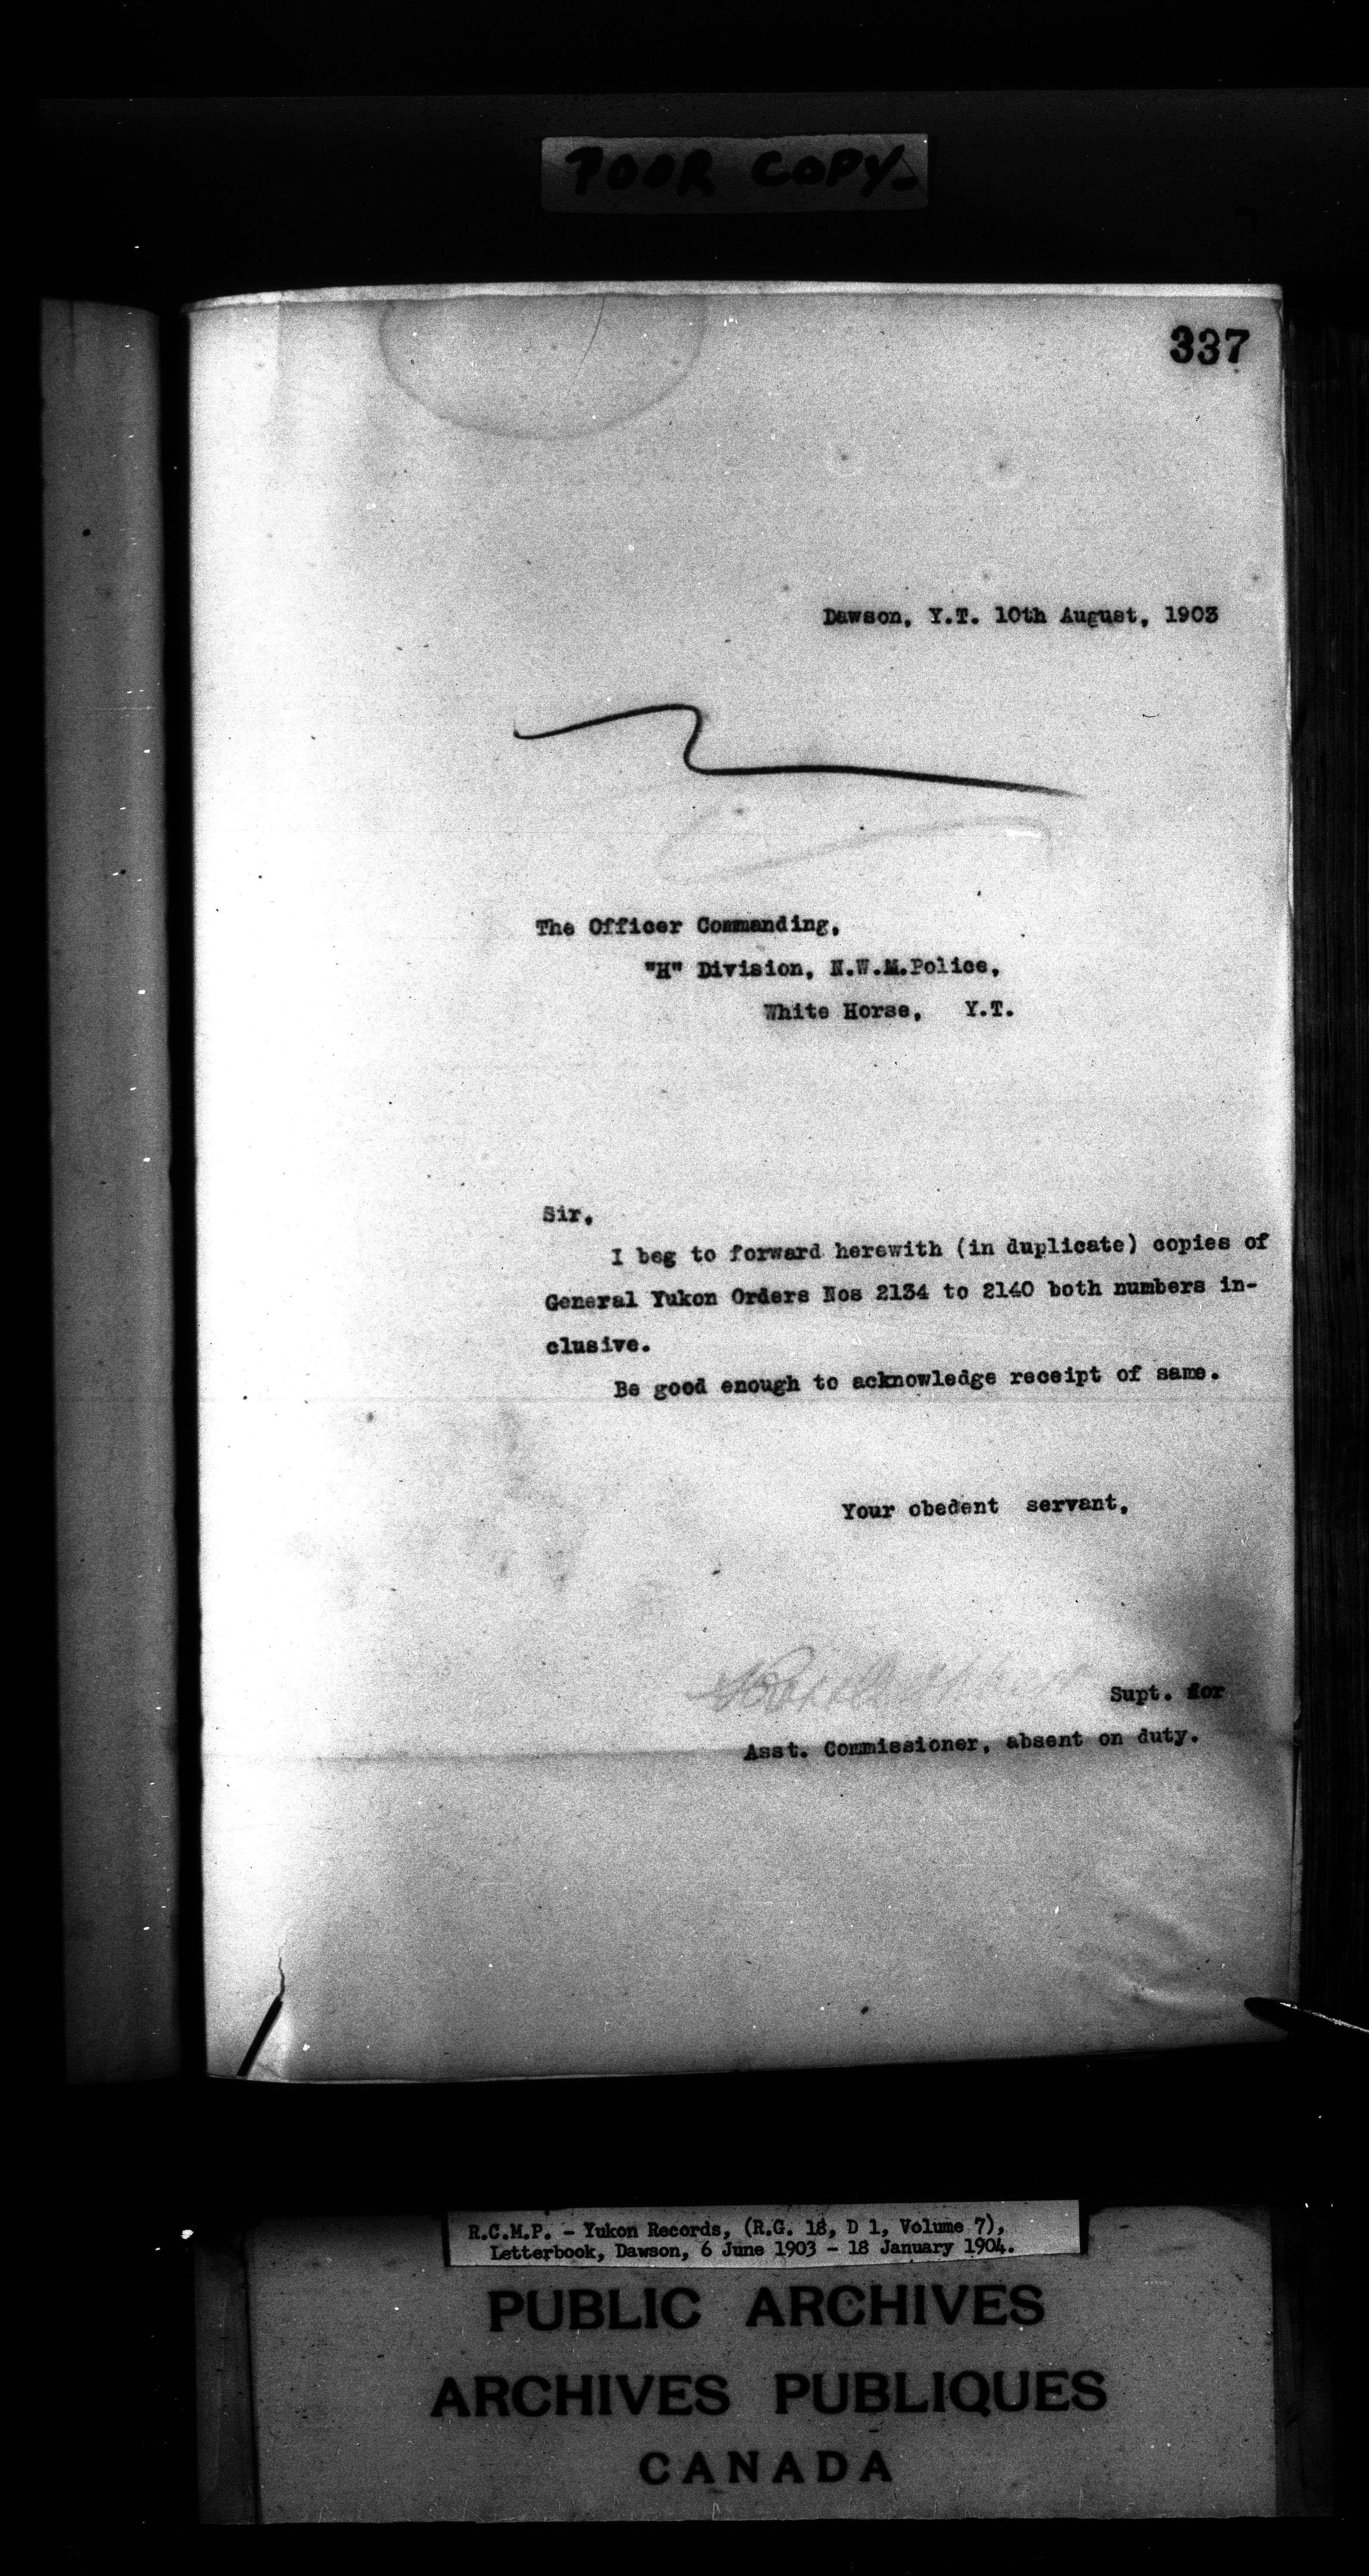 POOR COPY.
337
Dawson, Y.T. 10th August, 1903
The Officer Commanding,
"H" Division, N.W.M.Police,
White Horse, Y.T.
Sir,
I beg to forward herewith (in duplicate) copies of
General Yukon Orders Nos 2134 to 2140 both numbers in-
clusive.
Be good enough to acknowledge receipt of same.
Your obedent servant,
Supt. for
Asst. Commissioner, absent on duty.
R.C.M.P. - Yukon Records, (R.G. 18, D 1, Volume 7),
Letterbook, Dawson, 6 June 1903 - 18 January 1904.
PUBLIC ARCHIVES
ARCHIVES PUBLIQUES
CANADA